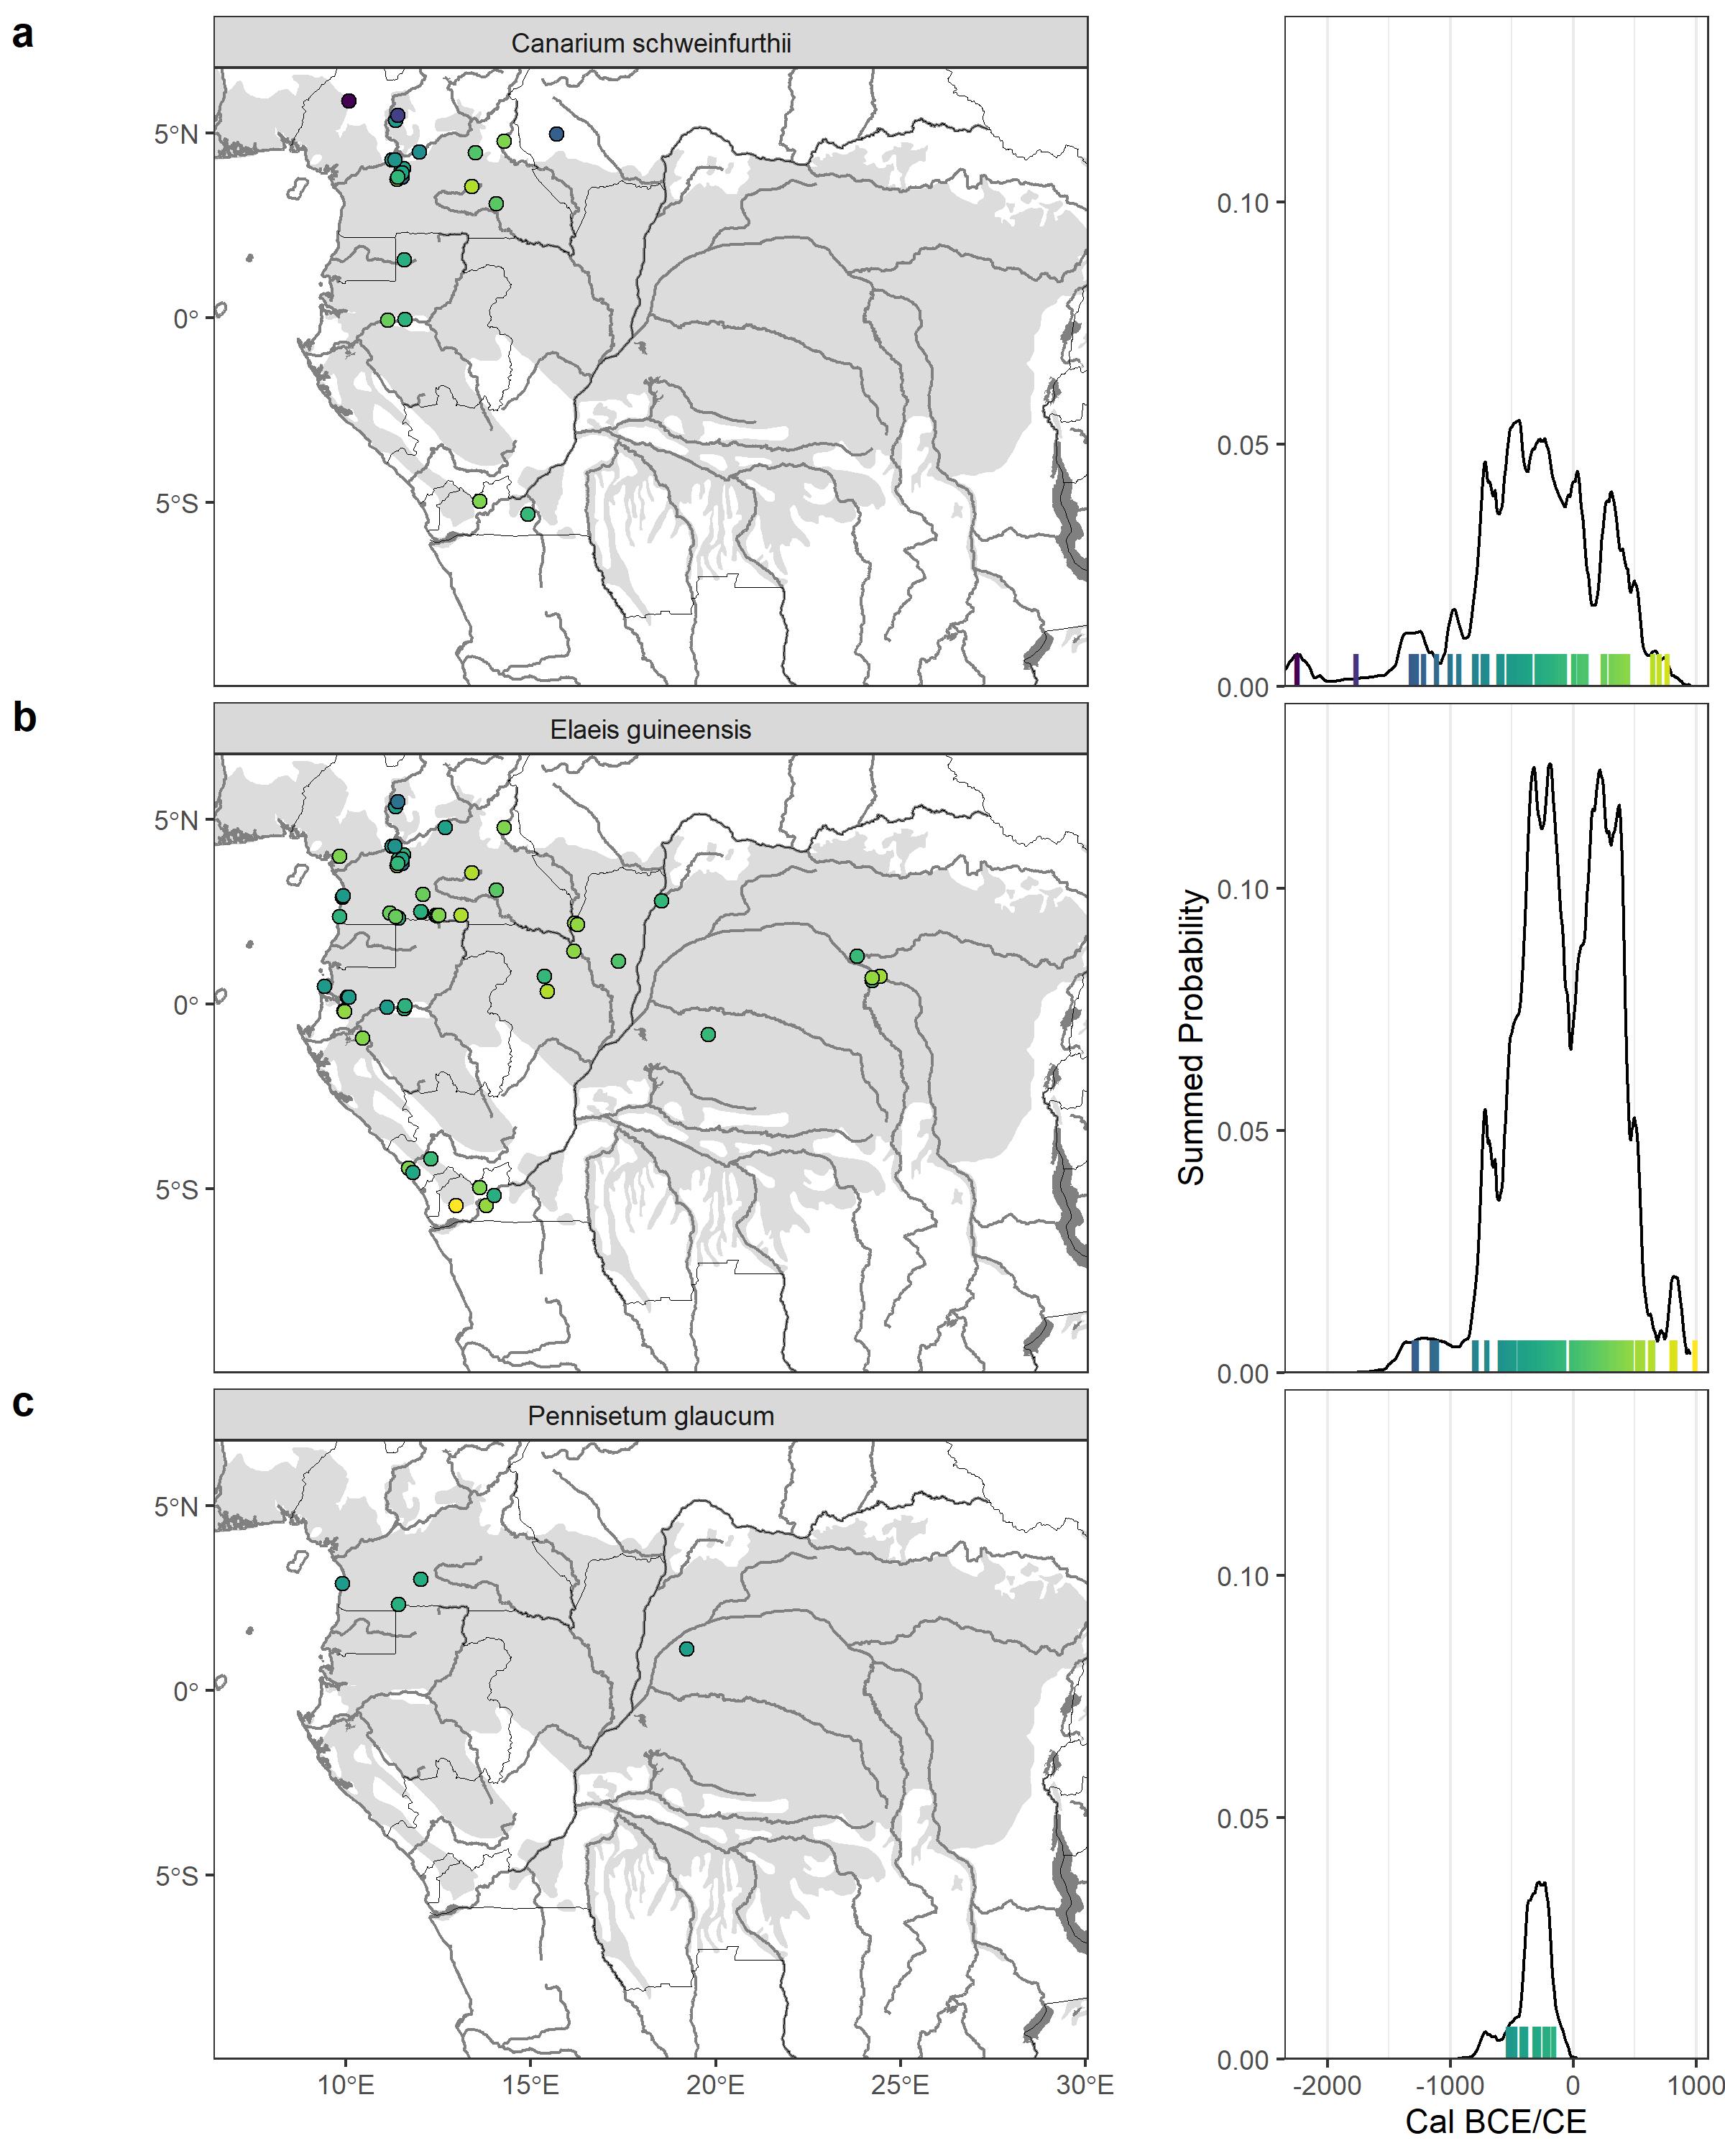 a
Canarium schweinfurthii
5°N
0°
5°S
0.10
0.05
0.00
b
Elaeis guineensis
5°N
0°
5°S
Summed Probability
0.10
0.05
0.00
c
Pennisetum glaucum
5°N
0°
5°S
10°E 15°E 20°E 25°E 30°E
0.10
0.05
0.00
-2000 -1000 0 1000
Cal BCE/CE